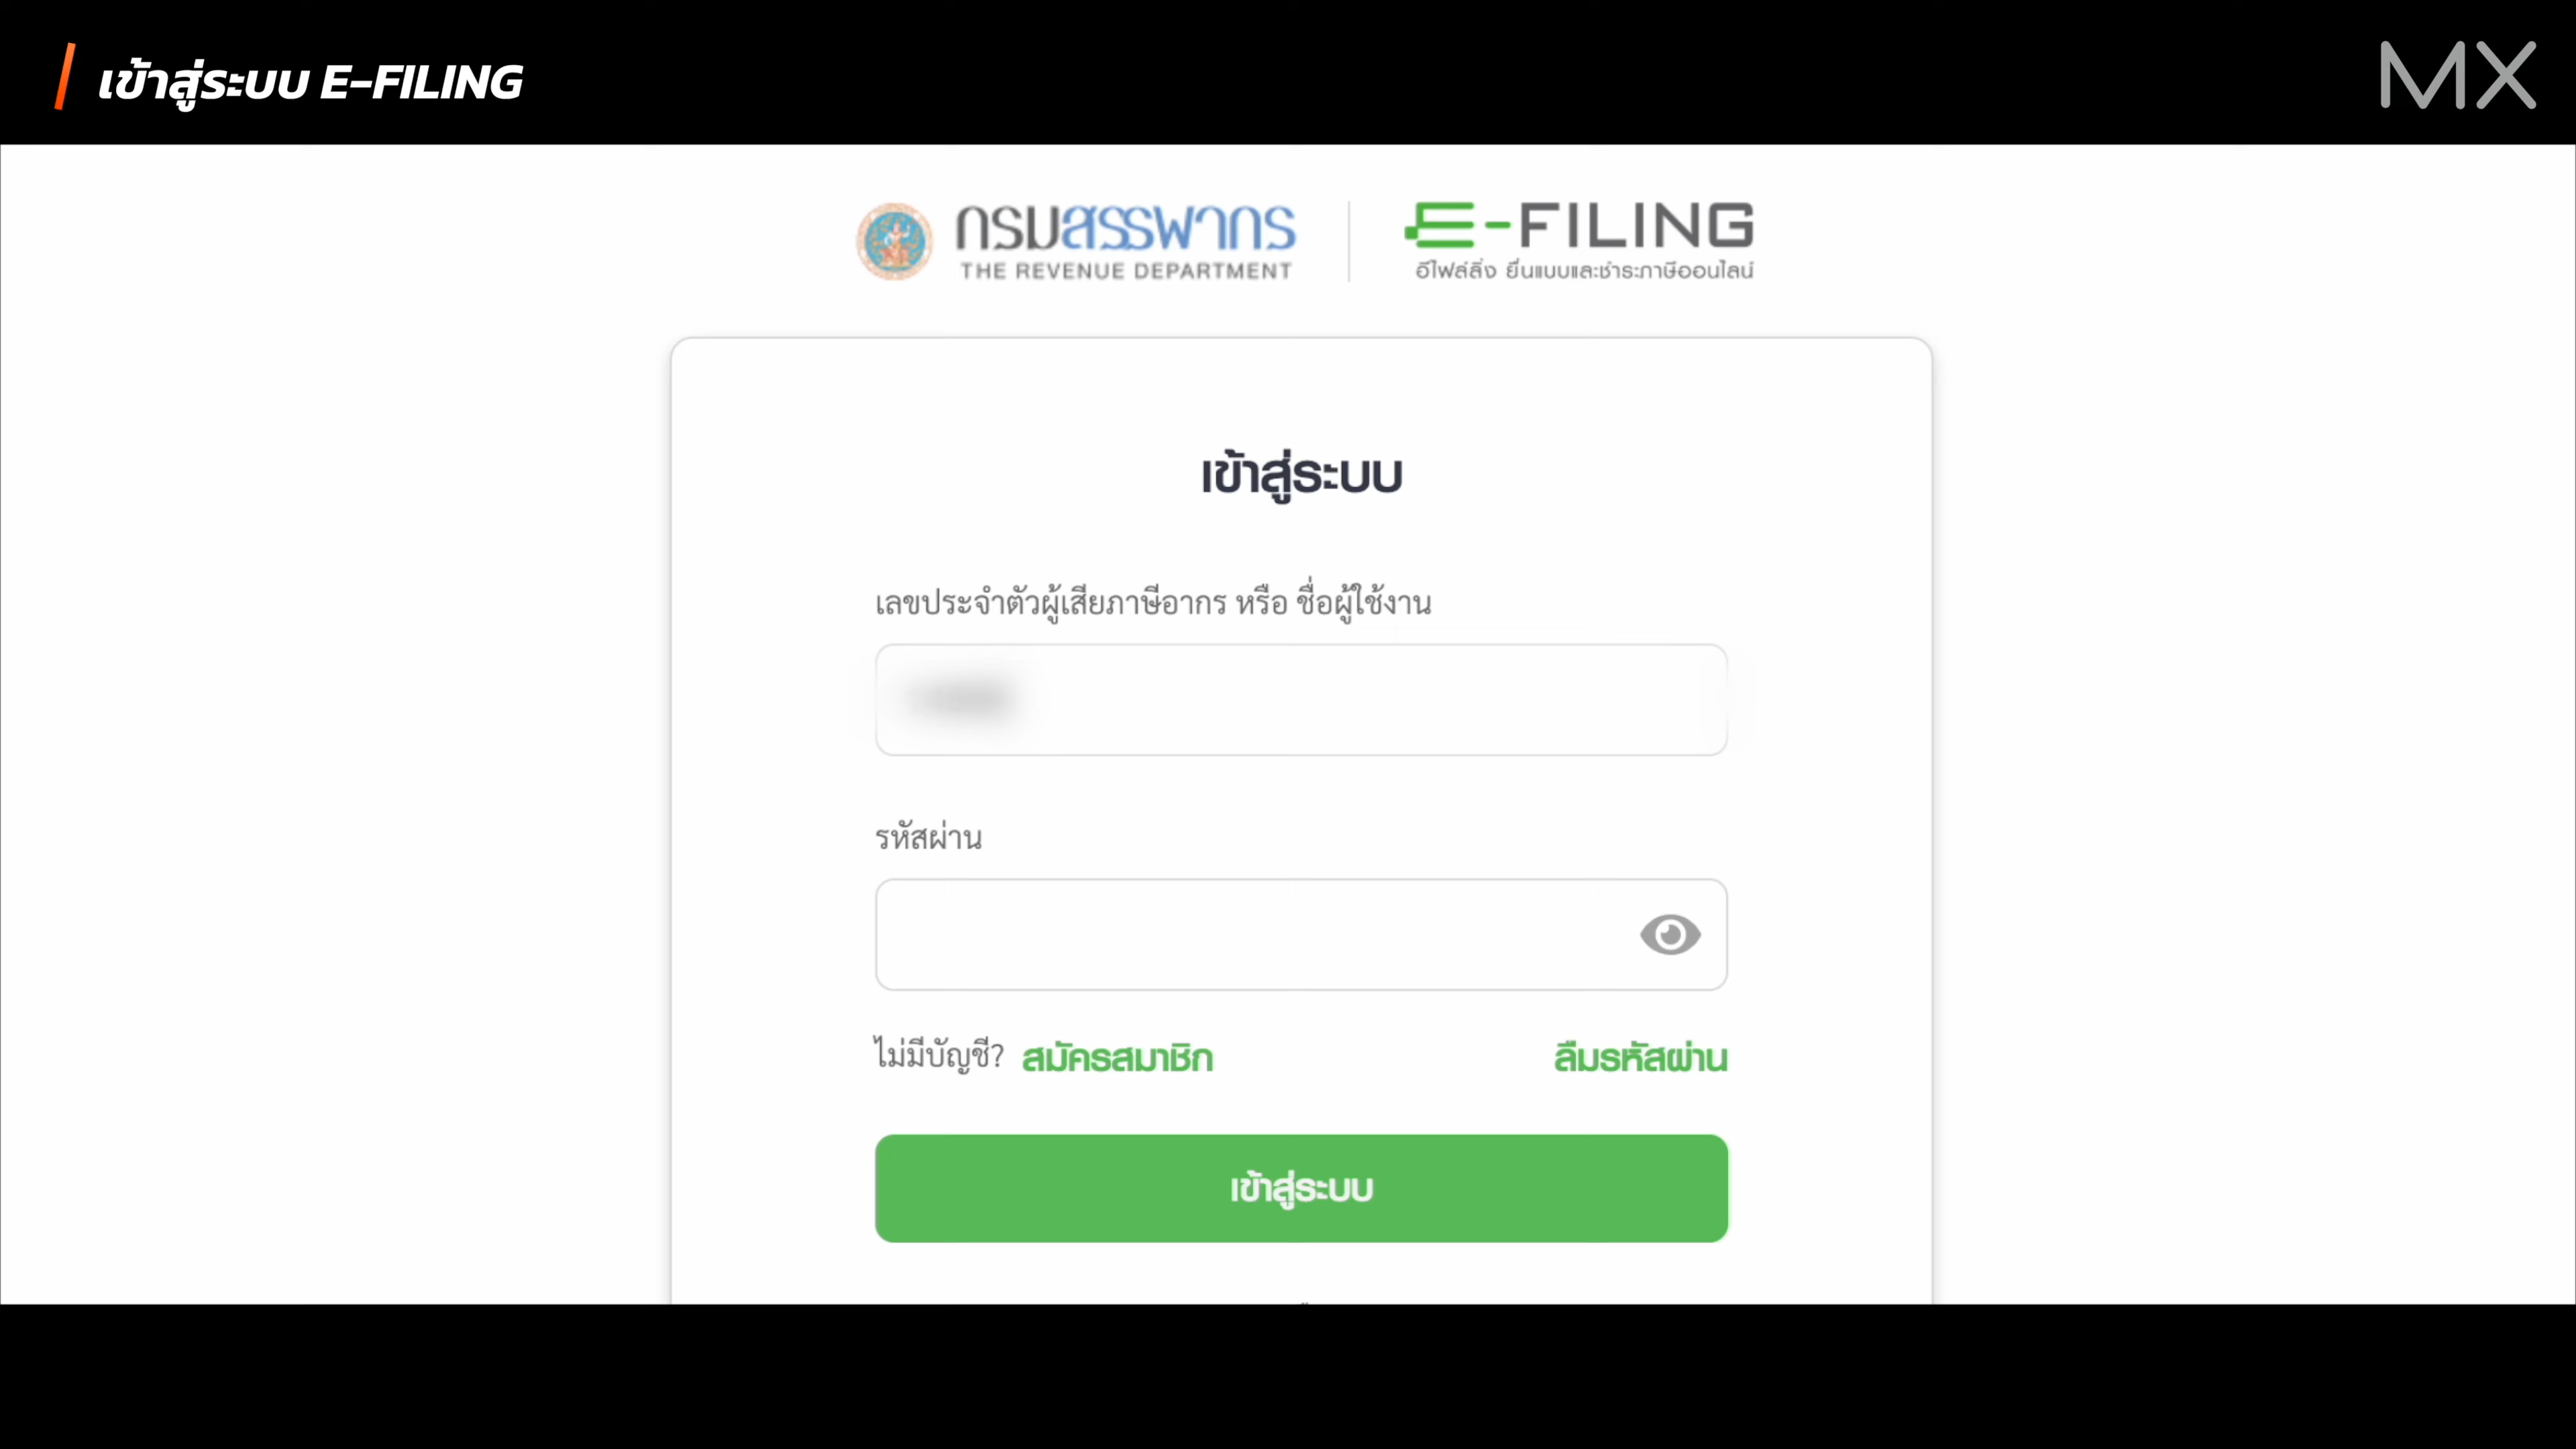 เข้าสู่ระบบ E-FILING
MX
กรมสรรพากร
THE REVENUE DEPARTMENT
E-FILING
อีไฟล์ลิ่ง ยื่นแบบและชำระภาษีออนไลน์
เข้าสู่ระบบ
เลขประจำตัวผู้เสียภาษีอากร หรือ ชื่อผู้ใช้งาน
รหัสผ่าน
ไม่มีบัญชี? สมัครสมาชิก
ลืมรหัสผ่าน
เข้าสู่ระบบ